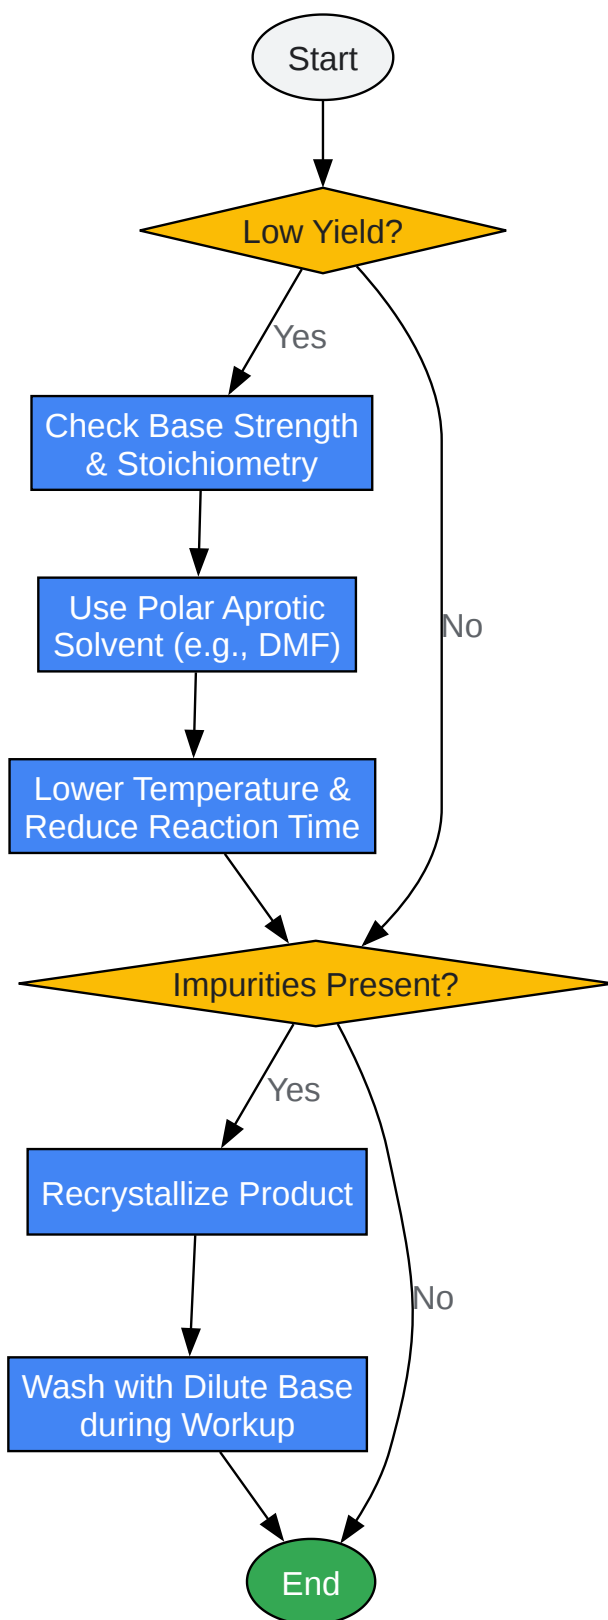 Start
Low Yield?
Yes
Check Base Strength
& Stoichiometry
Use Polar Aprotic
Solvent (e.g., DMF)
No
Lower Temperature &
Reduce Reaction Time
Impurities Present?
Yes
Recrystallize Product
No
Wash with Dilute Base
during Workup
End